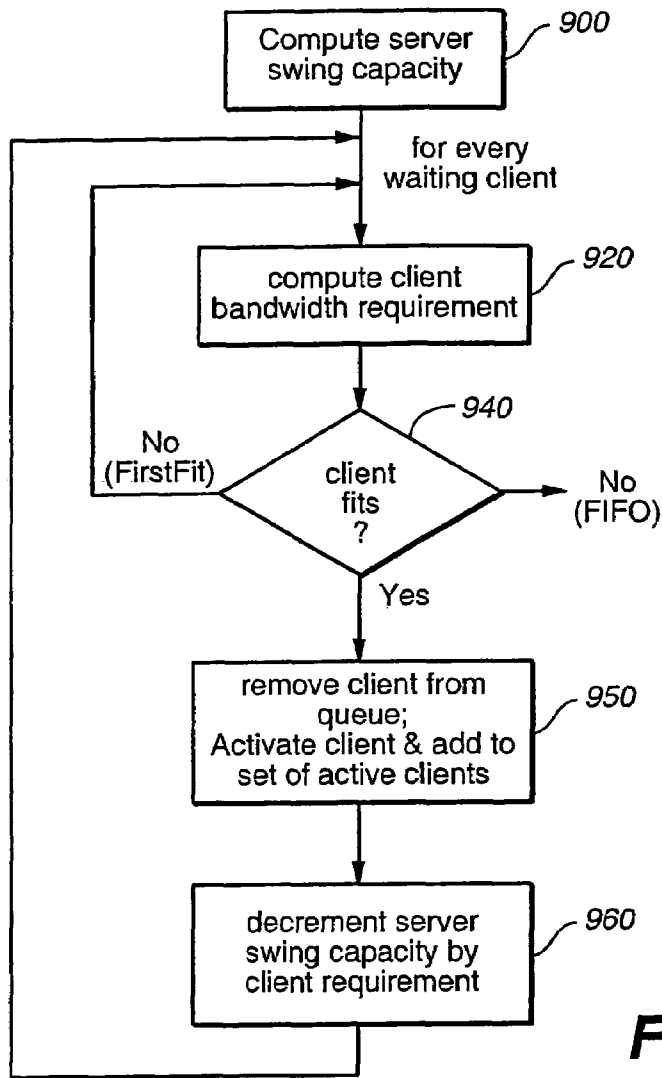 Compute server
swing capacity
900
for every
waiting client
compute client
bandwidth requirement
920
940
No
(FirstFit)
client
fits
?
No
(FIFO)
Yes
remove client from
queue;
Activate client & add to
set of active clients
950
decrement server
swing capacity by
client requirement
960
F